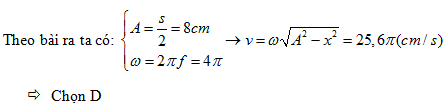 Theo bài ra ta có: { A = s/2 = 8cm
ω = 2πf = 4π → v = ω√(A² − x²) = 25,6π(cm/s)
⇨ Chọn D